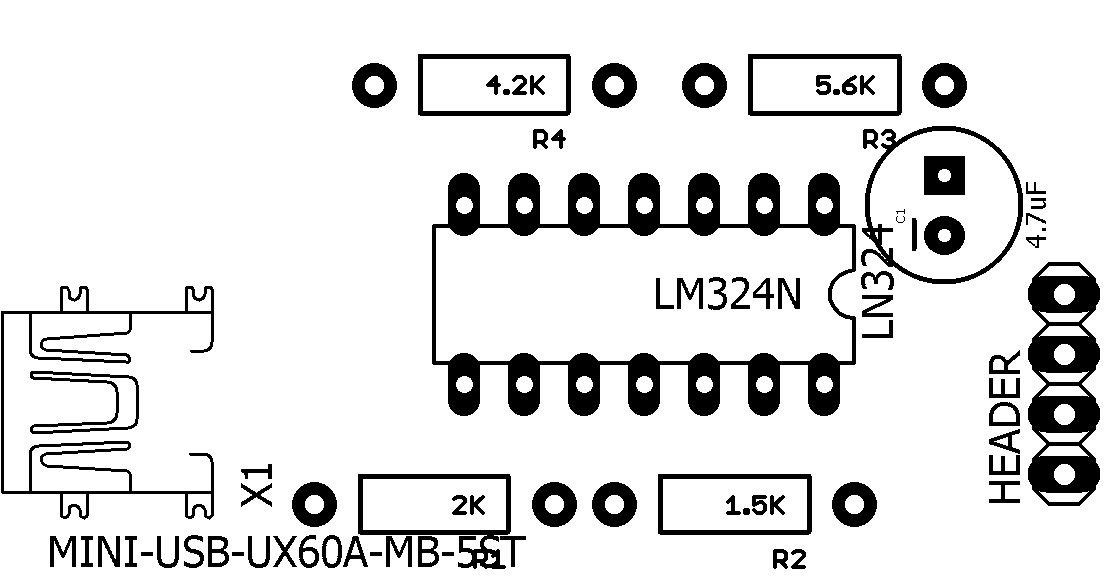 4.2K
5.6K
R4
R3
C1
4.7uF
LM324N
LN324
HEADER
X1
2K
1.5K
MINI-USB-UX60A-MB-5ST
R1
R2